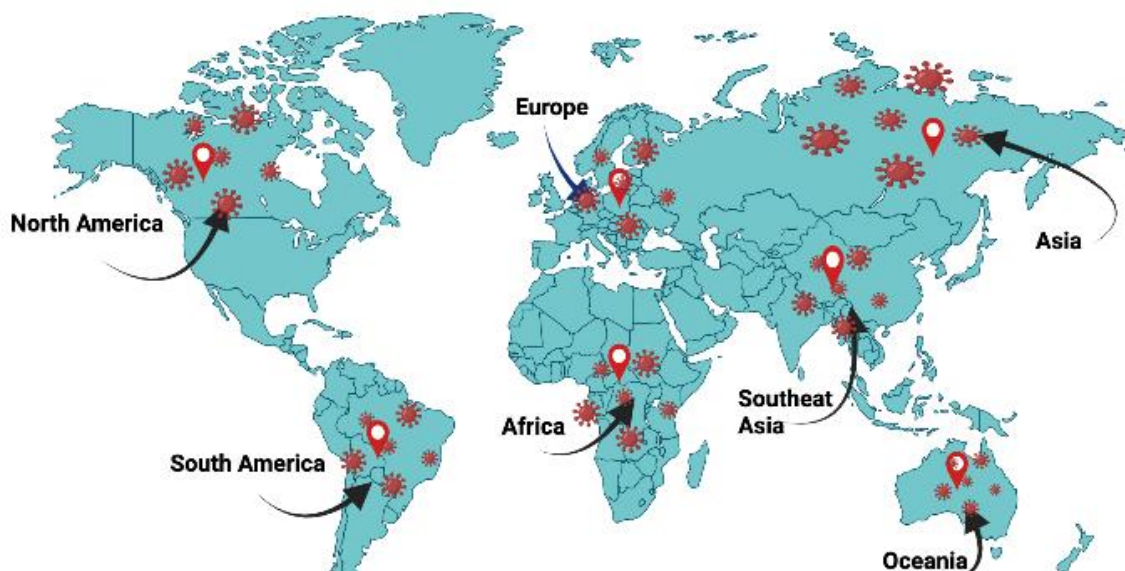 Europe
North America
Asia
Southeat
Asia
Africa
South America
Oceania